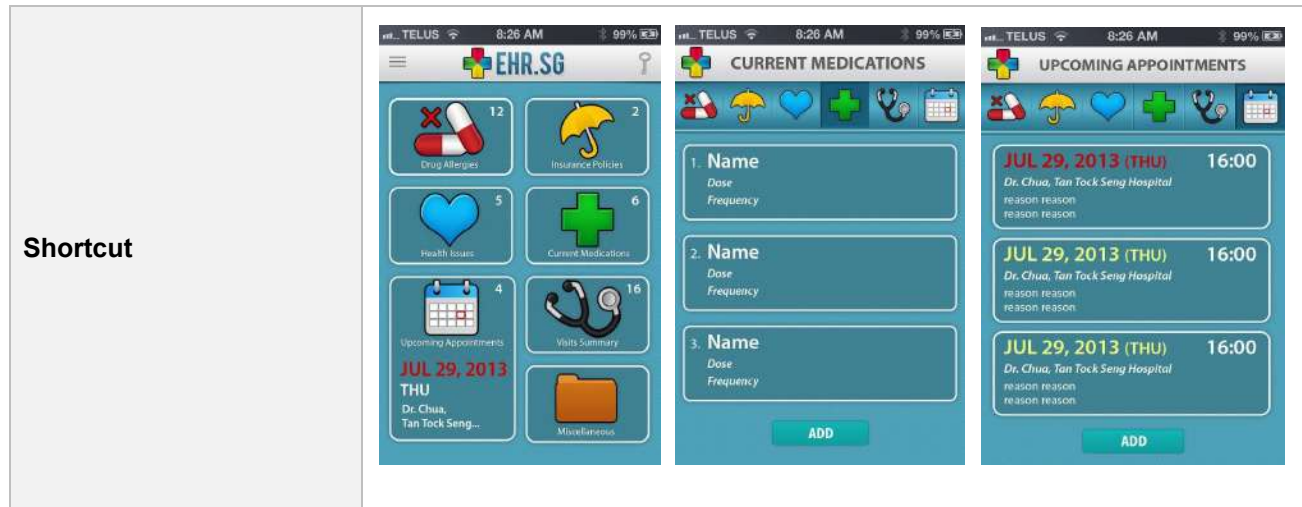 Shortcut
TELUS 8:26 AM 99%
EHR.SG
12
Drug Allergies
2
Insurance Policies
5
Health Issues
6
Current Medications
4
Upcoming Appointments
JUL 29, 2013
THU
Dr. Chua,
Tan Tock Seng...
16
Visits Summary
Miscellaneous
TELUS 8:26 AM 99%
CURRENT MEDICATIONS
1. Name
Dose
Frequency
2. Name
Dose
Frequency
3. Name
Dose
Frequency
ADD
TELUS 8:26 AM 99%
UPCOMING APPOINTMENTS
JUL 29, 2013 (THU) 16:00
Dr. Chua, Tan Tock Seng Hospital
reason reason
reason reason
JUL 29, 2013 (THU) 16:00
Dr. Chua, Tan Tock Seng Hospital
reason reason
reason reason
JUL 29, 2013 (THU) 16:00
Dr. Chua, Tan Tock Seng Hospital
reason reason
reason reason
ADD